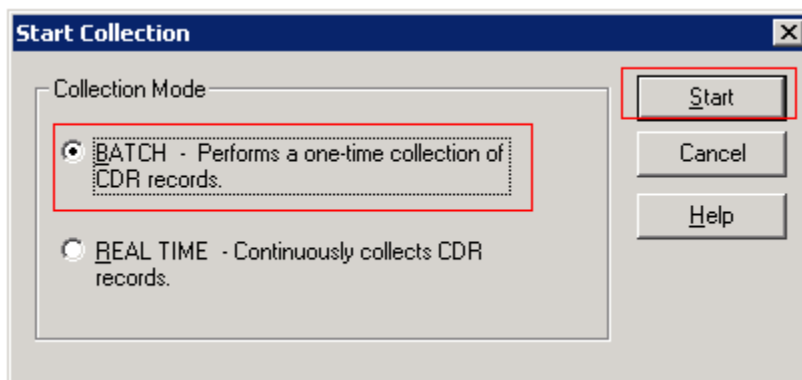 Start Collection
Collection Mode
BATCH - Performs a one-time collection of
CDR records.
REAL TIME - Continuously collects CDR
records.
Start
Cancel
Help